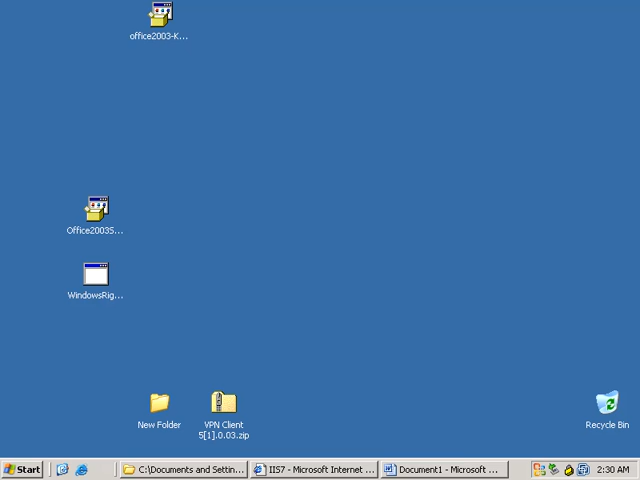 office2003-K...
Office2003S...
WindowsRig...
New Folder
VPN Client
5[1].0.03.zip
Recycle Bin
Start
C:\Documents and Settin...
IIS7 - Microsoft Internet ...
Document1 - Microsoft ...
2:30 AM